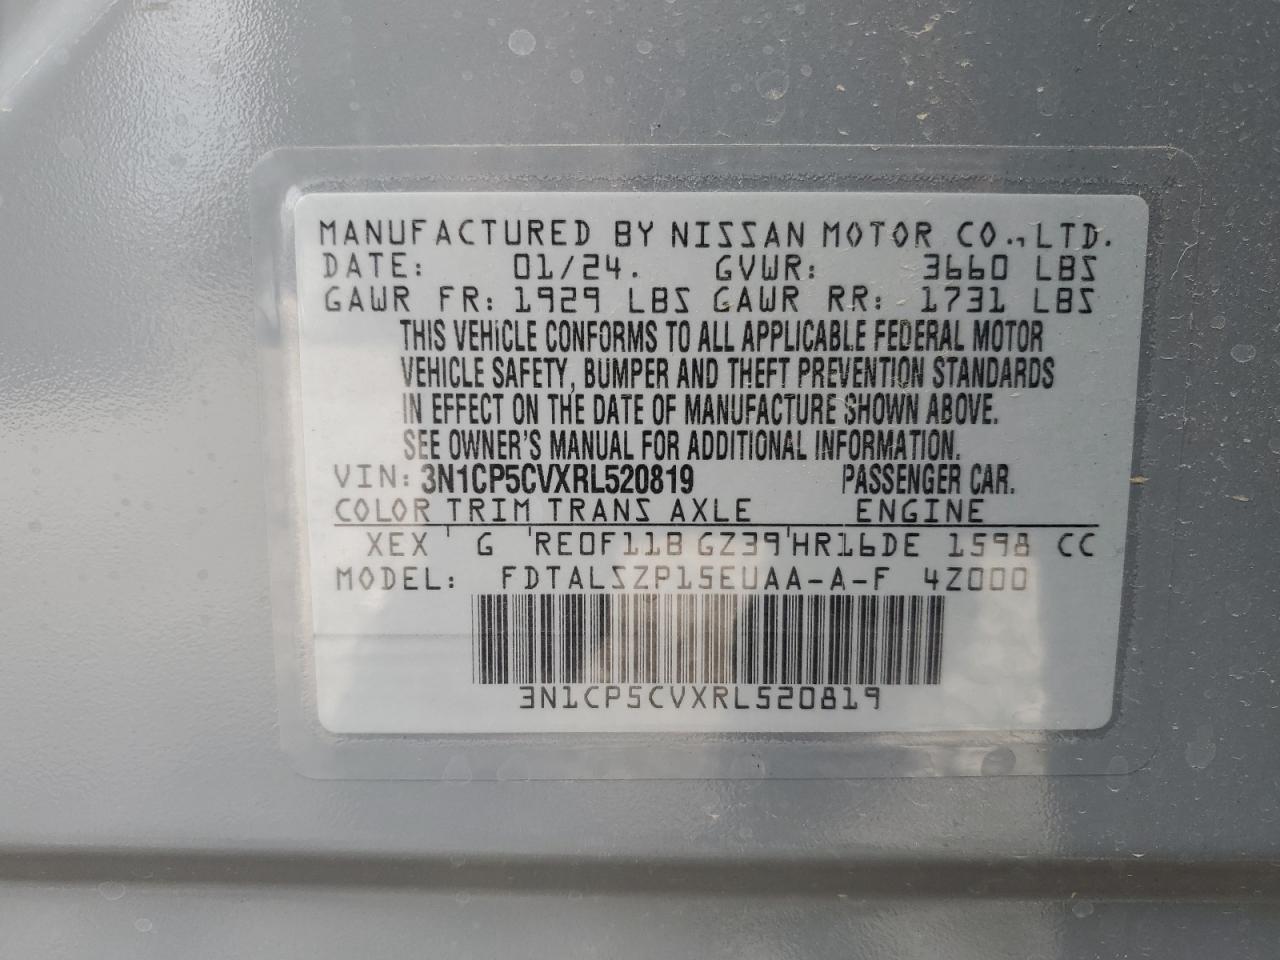 MANUFACTURED BY NISSAN MOTOR CO., LTD.
DATE: 01/24. GVWR: 3660 LBS
GAWR FR: 1929 LBS GAWR RR: 1731 LBS
THIS VEHICLE CONFORMS TO ALL APPLICABLE FEDERAL MOTOR
VEHICLE SAFETY, BUMPER AND THEFT PREVENTION STANDARDS
IN EFFECT ON THE DATE OF MANUFACTURE SHOWN ABOVE.
SEE OWNER'S MANUAL FOR ADDITIONAL INFORMATION.
VIN: 3N1CP5CVXRL520819 PASSENGER CAR.
COLOR TRIM TRANS AXLE ENGINE
XEX G RE0F11B GZ39 HR16DE 1598 CC
MODEL: FDTALSZP15EUAA-A-F 4Z000
3N1CP5CVXRL520819